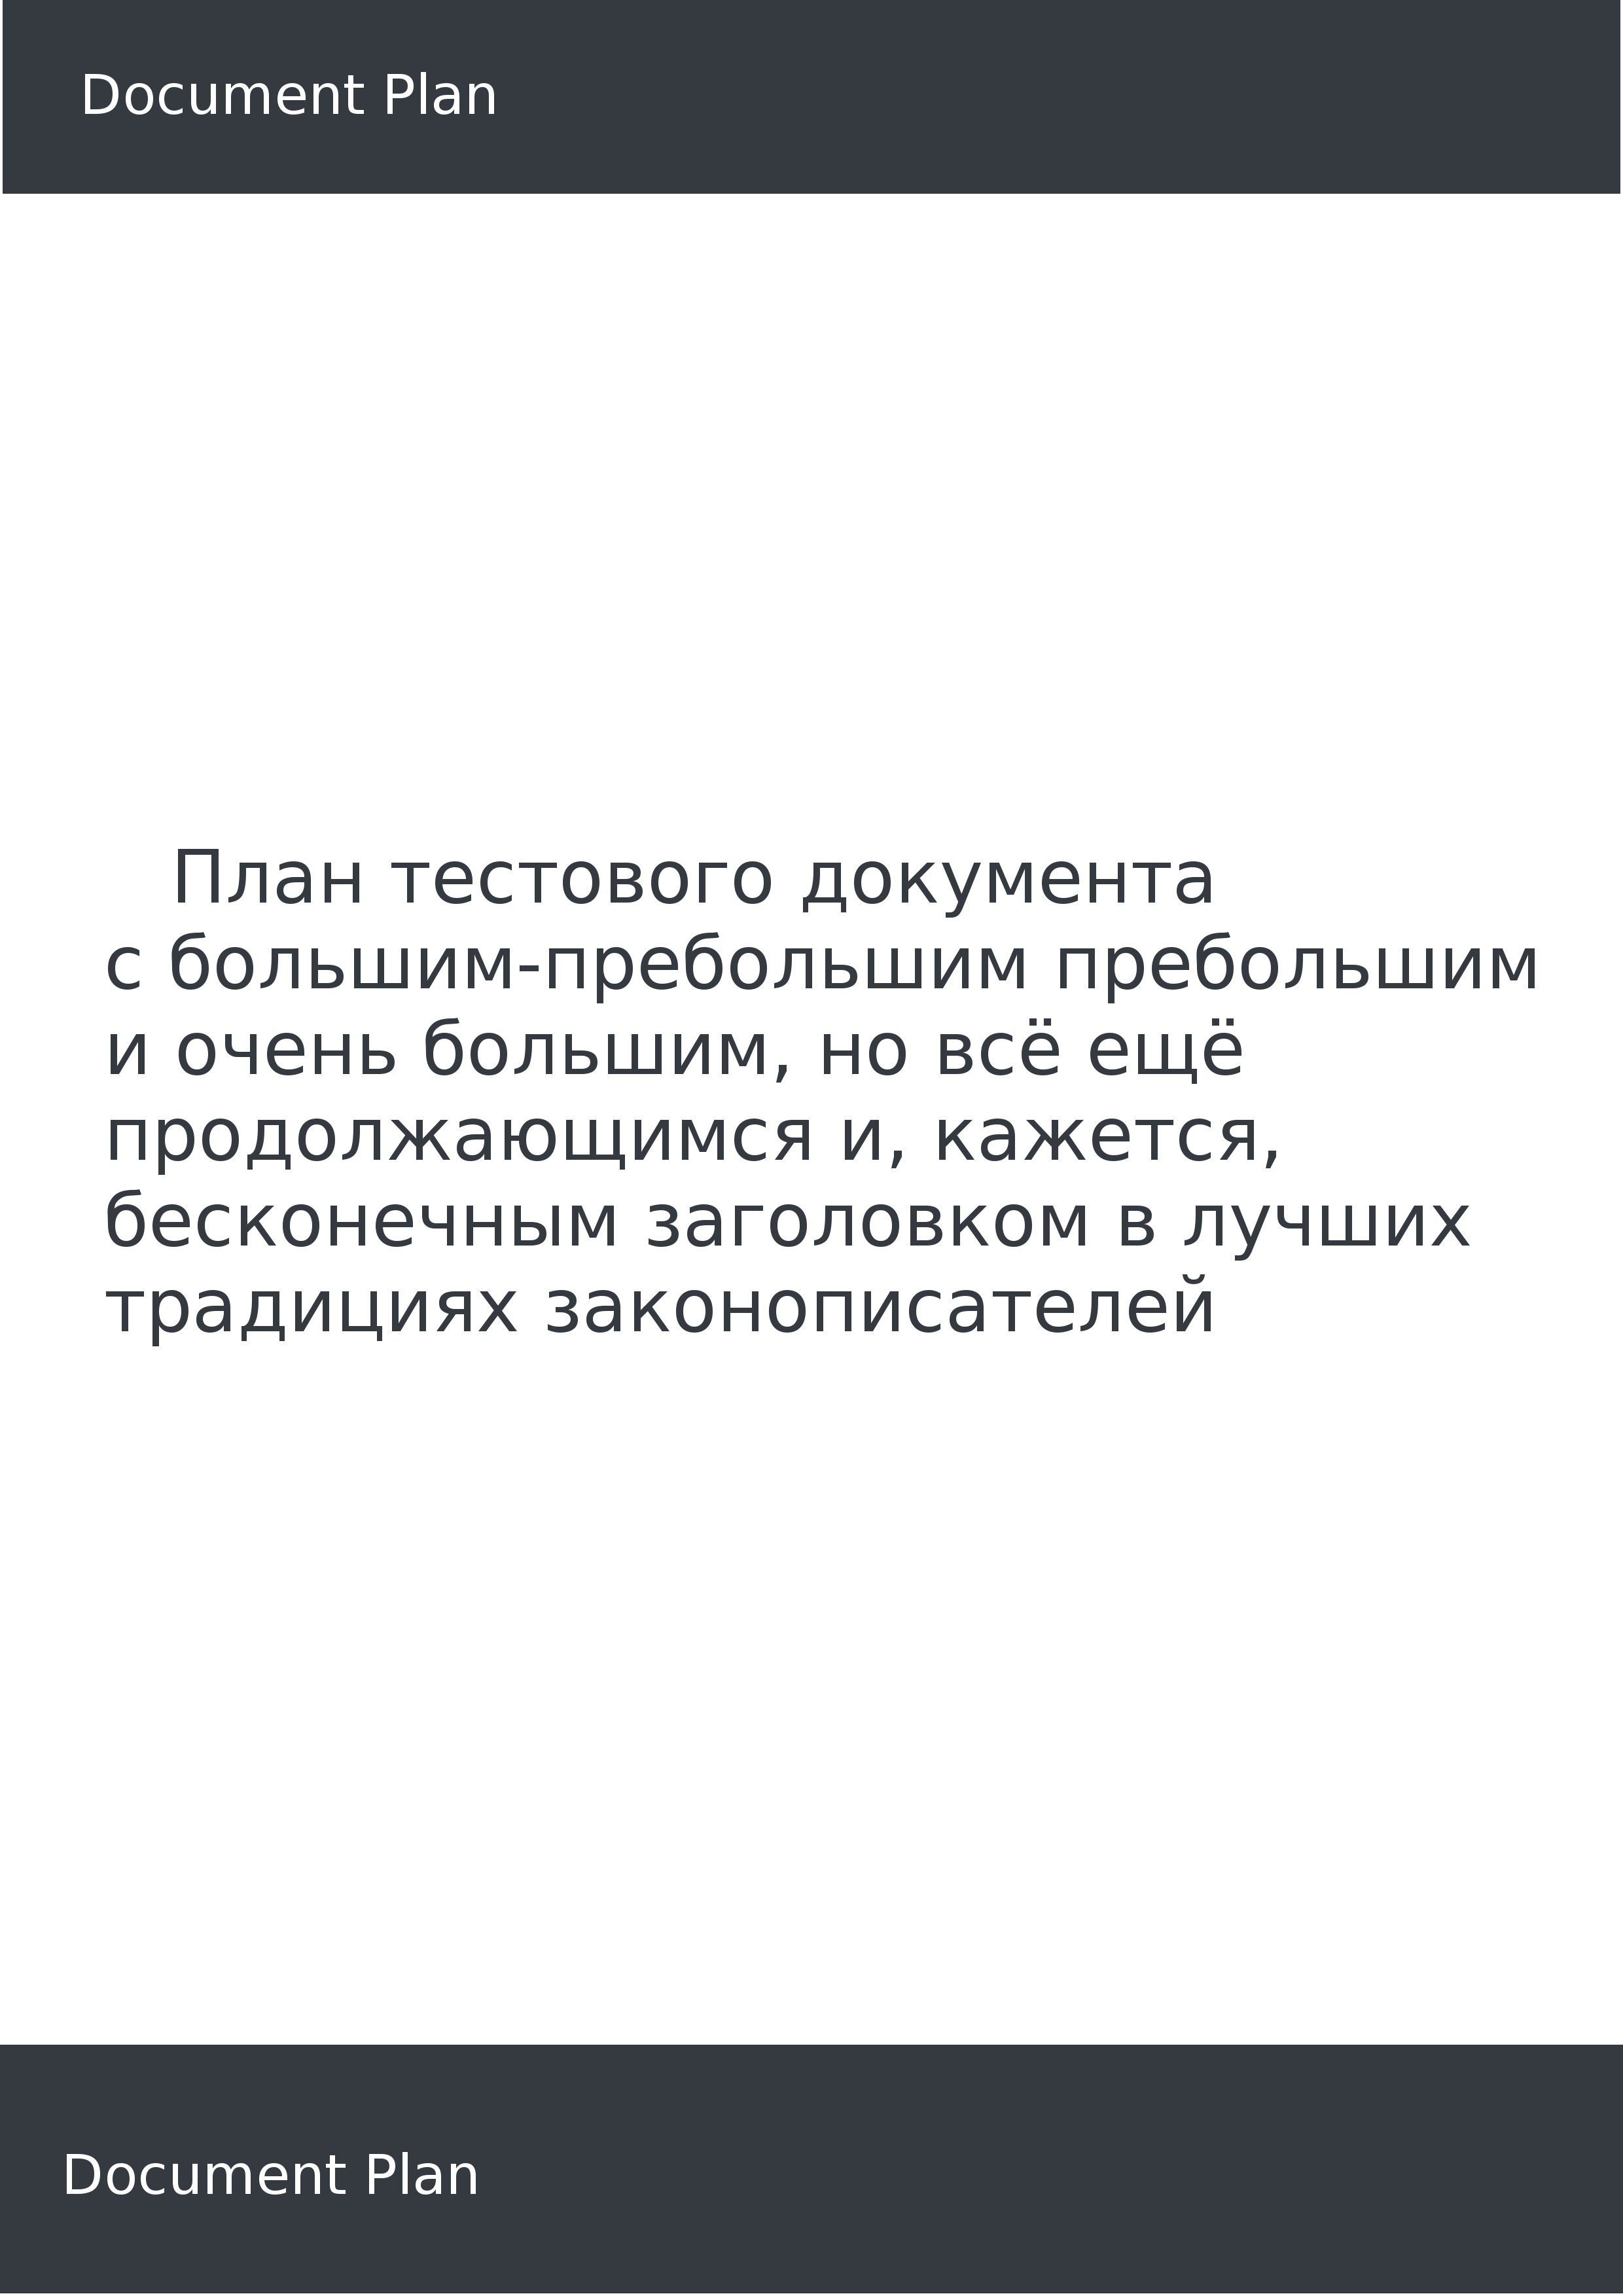 Document Plan
План тестового документа
с большим-пребольшим пребольшим
и очень большим, но всё ещё
продолжающимся и, кажется,
бесконечным заголовком в лучших
традициях законописателей
Document Plan